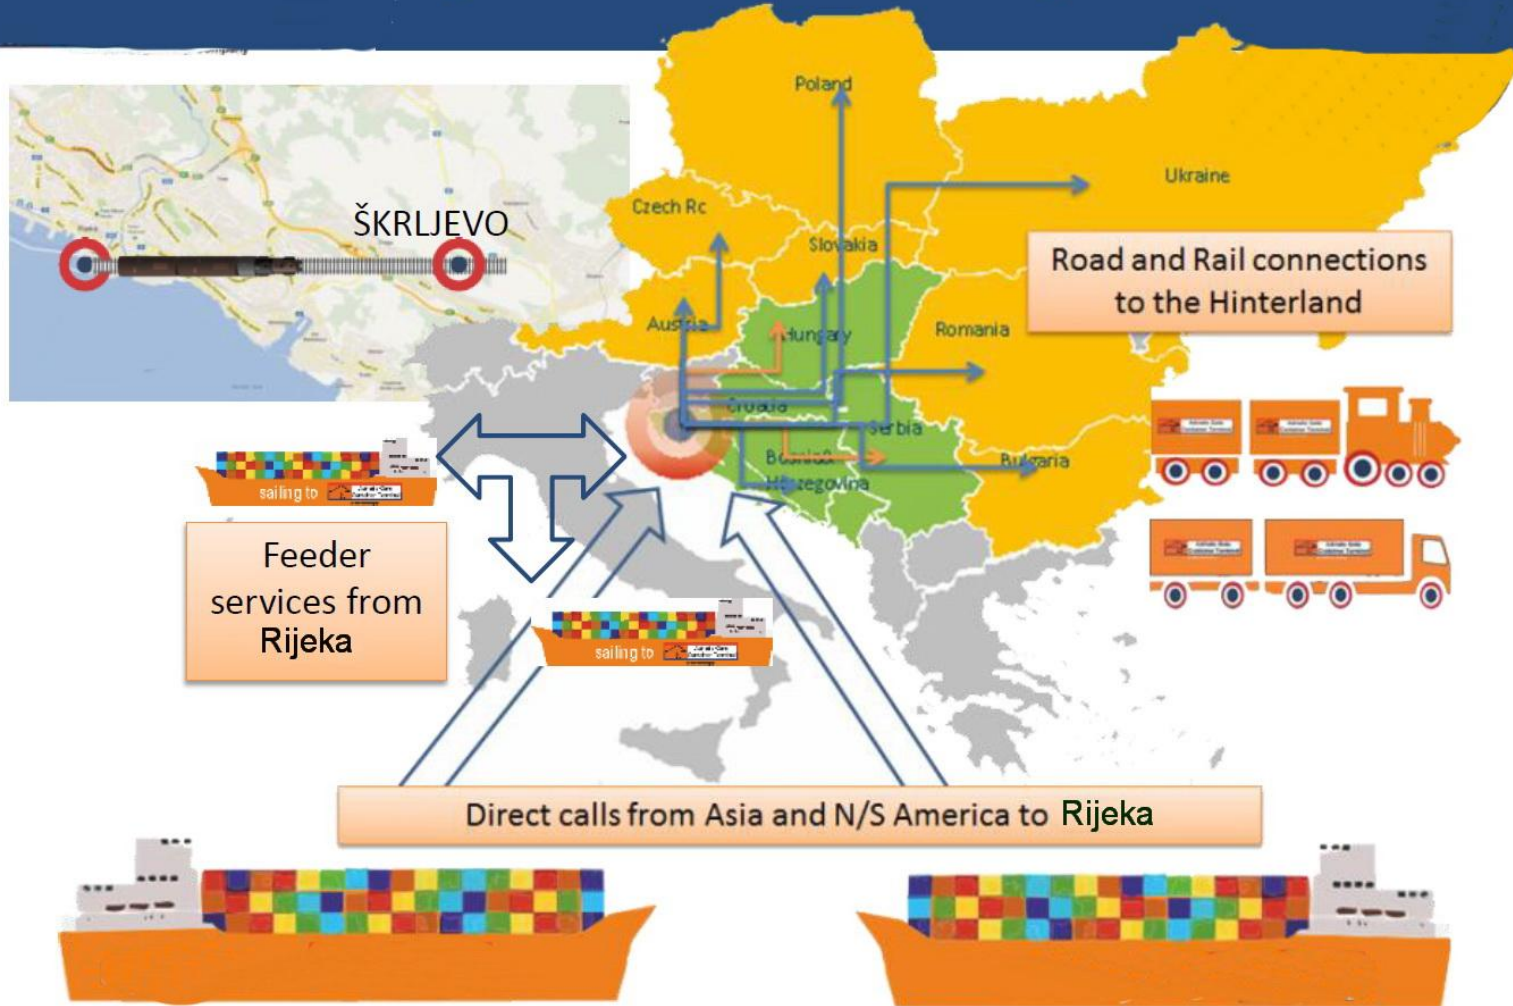 Poland
Ukraine
Czech Rc
ŠKRLJEVO
Slovakia
Road and Rail connections
to the Hinterland
Austria
Hungary
Romania
Croatia
Serbia
Bosnia&
Herzegovina
Bulgaria
sailing to
Feeder
services from
Rijeka
sailing to
Direct calls from Asia and N/S America to Rijeka